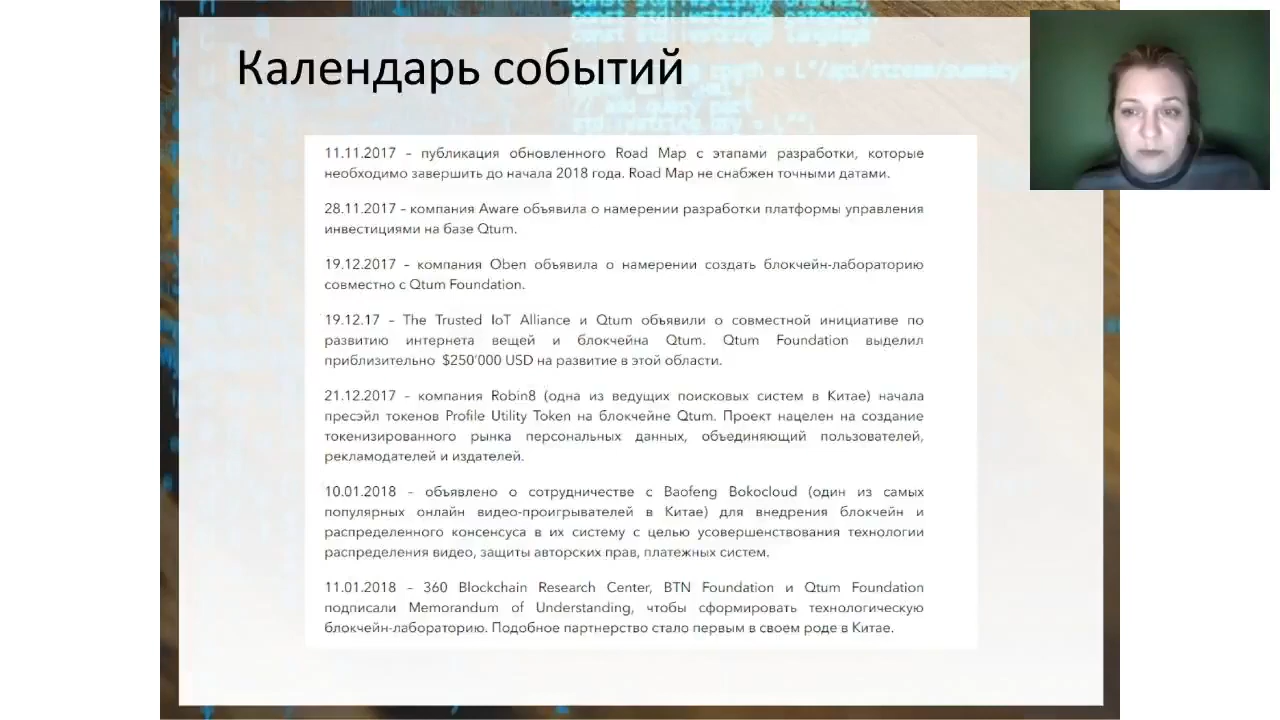 const std::string category,
const std::string language
Календарь событий
11.11.2017 – публикация обновленного Road Map с этапами разработки, которые
необходимо завершить до начала 2018 года. Road Map не снабжен точными датами.
28.11.2017 – компания Aware объявила о намерении разработки платформы управления
инвестициями на базе Qtum.
19.12.2017 – компания Oben объявила о намерении создать блокчейн-лабораторию
совместно с Qtum Foundation.
19.12.17 – The Trusted IoT Alliance и Qtum объявили о совместной инициативе по
развитию интернета вещей и блокчейна Qtum. Qtum Foundation выделил
приблизительно $250'000 USD на развитие в этой области.
21.12.2017 – компания Robin8 (одна из ведущих поисковых систем в Китае) начала
пресэйл токенов Profile Utility Token на блокчейне Qtum. Проект нацелен на создание
токенизированного рынка персональных данных, объединяющий пользователей,
рекламодателей и издателей.
10.01.2018 – объявлено о сотрудничестве с Baofeng Bokocloud (один из самых
популярных онлайн видео-проигрывателей в Китае) для внедрения блокчейн и
распределенного консенсуса в их систему с целью усовершенствования технологии
распределения видео, защиты авторских прав, платежных систем.
11.01.2018 – 360 Blockchain Research Center, BTN Foundation и Qtum Foundation
подписали Memorandum of Understanding, чтобы сформировать технологическую
блокчейн-лабораторию. Подобное партнерство стало первым в своем роде в Китае.